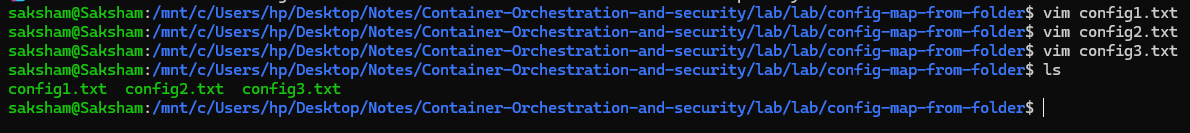 saksham@Saksham:/mnt/c/Users/hp/Desktop/Notes/Container-Orchestration-and-security/lab/lab/config-map-from-folder$ vim config1.txt
saksham@Saksham:/mnt/c/Users/hp/Desktop/Notes/Container-Orchestration-and-security/lab/lab/config-map-from-folder$ vim config2.txt
saksham@Saksham:/mnt/c/Users/hp/Desktop/Notes/Container-Orchestration-and-security/lab/lab/config-map-from-folder$ vim config3.txt
saksham@Saksham:/mnt/c/Users/hp/Desktop/Notes/Container-Orchestration-and-security/lab/lab/config-map-from-folder$ ls
config1.txt  config2.txt  config3.txt
saksham@Saksham:/mnt/c/Users/hp/Desktop/Notes/Container-Orchestration-and-security/lab/lab/config-map-from-folder$